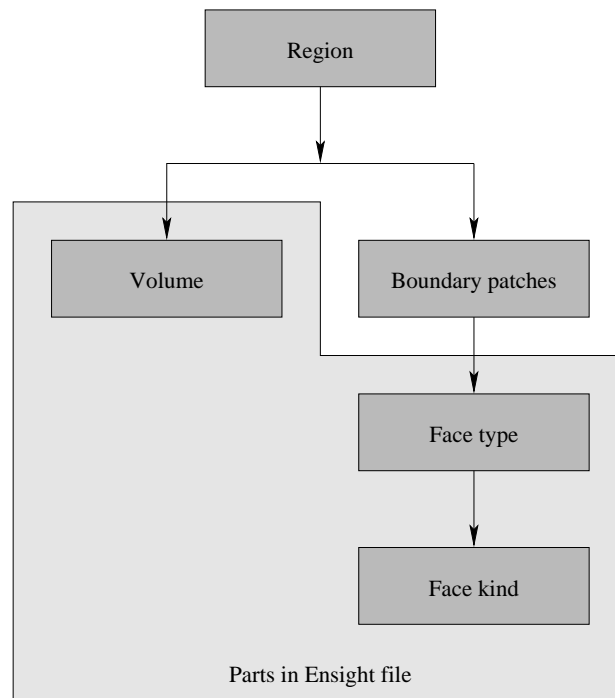 Region
Volume
Boundary patches
Face type
Face kind
Parts in Ensight file